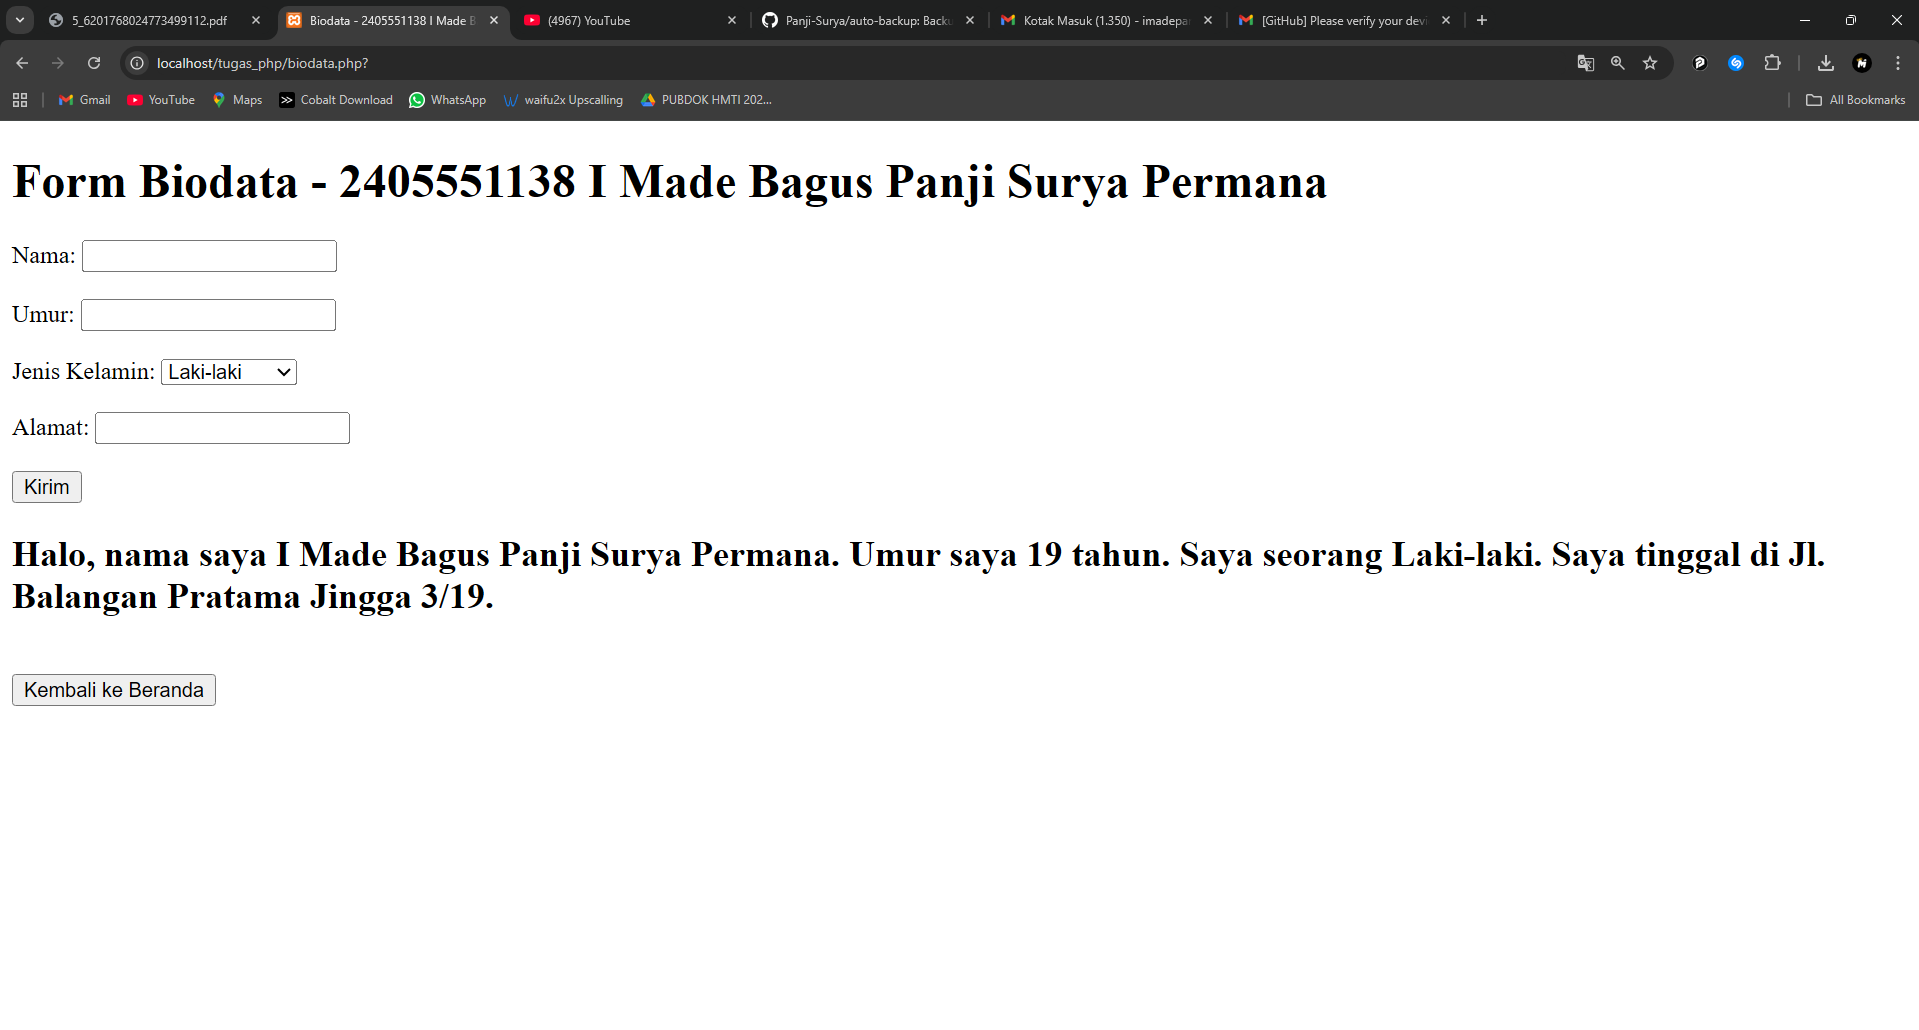 5_6201768024773499112.pdf
Biodata - 2405551138 I Made B
(4967) YouTube
Panji-Surya/auto-backup: Backu
Kotak Masuk (1.350) - imadepa
[GitHub] Please verify your devi
localhost/tugas_php/biodata.php?
Gmail
YouTube
Maps
Cobalt Download
WhatsApp
waifu2x Upscalling
PUBDOK HMTI 202...
All Bookmarks
Form Biodata - 2405551138 I Made Bagus Panji Surya Permana
Nama:
Umur:
Jenis Kelamin: Laki-laki
Alamat:
Kirim
Halo, nama saya I Made Bagus Panji Surya Permana. Umur saya 19 tahun. Saya seorang Laki-laki. Saya tinggal di Jl.
Balangan Pratama Jingga 3/19.
Kembali ke Beranda